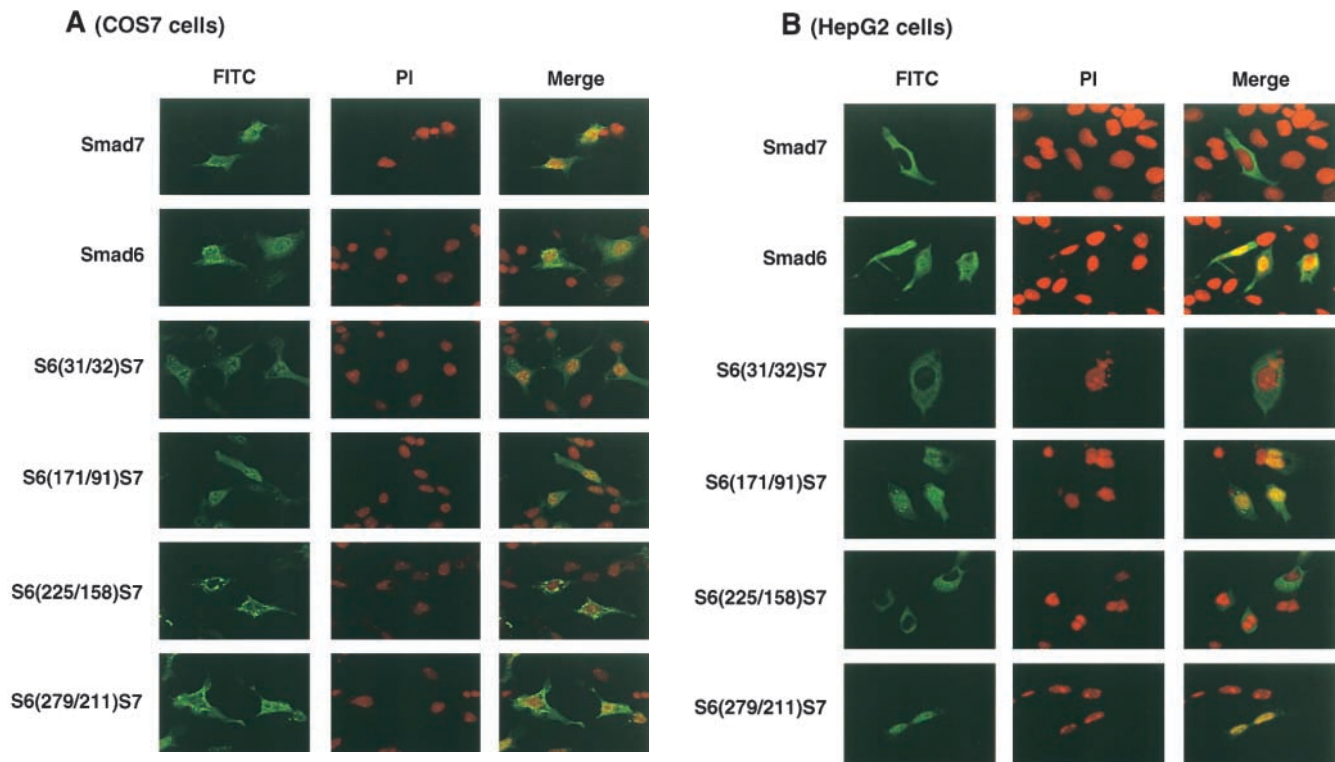 A (COS7 cells)
FITC PI Merge
Smad7
Smad6
S6(31/32)S7
S6(171/91)S7
S6(225/158)S7
S6(279/211)S7
B (HepG2 cells)
FITC PI Merge
Smad7
Smad6
S6(31/32)S7
S6(171/91)S7
S6(225/158)S7
S6(279/211)S7